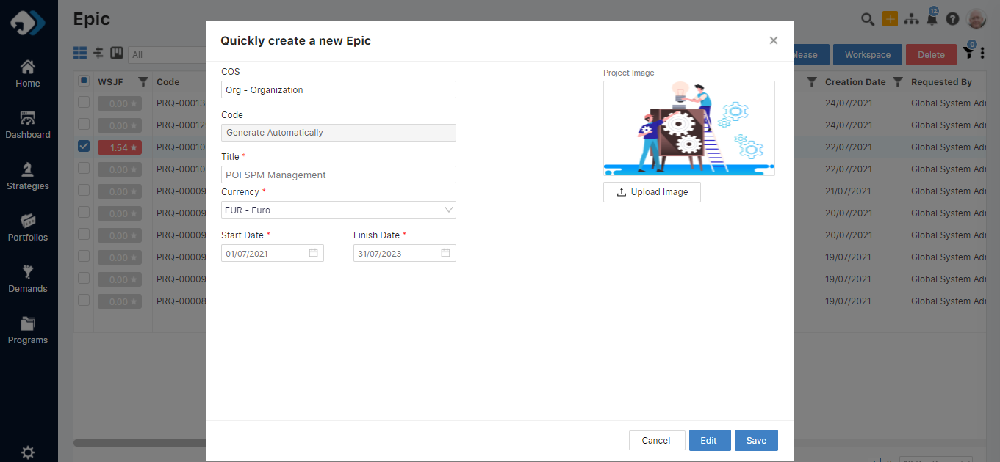 Epic
12
Home
Dashboard
Strategies
Portfolios
Demands
Programs
All
elease
Workspace
Delete
0
WSJF
Code
Creation Date
Requested By
0.00
PRQ-00013
24/07/2021
Global System Adr
0.00
PRQ-00012
24/07/2021
Global System Adr
1.54
PRQ-00010
22/07/2021
Global System Adr
0.00
PRQ-00010
22/07/2021
Global System Adr
0.00
PRQ-00009
21/07/2021
Global System Adr
0.00
PRQ-00009
20/07/2021
Global System Adr
0.00
PRQ-00009
20/07/2021
Global System Adr
0.00
PRQ-00009
19/07/2021
Global System Adr
0.00
PRQ-00009
19/07/2021
Global System Adr
0.00
PRQ-00008
19/07/2021
Global System Adr
Quickly create a new Epic
COS
Org - Organization
Code
Generate Automatically
Title *
POI SPM Management
Currency *
EUR - Euro
Start Date *
Finish Date *
01/07/2021
31/07/2023
Project Image
Upload Image
Cancel
Edit
Save